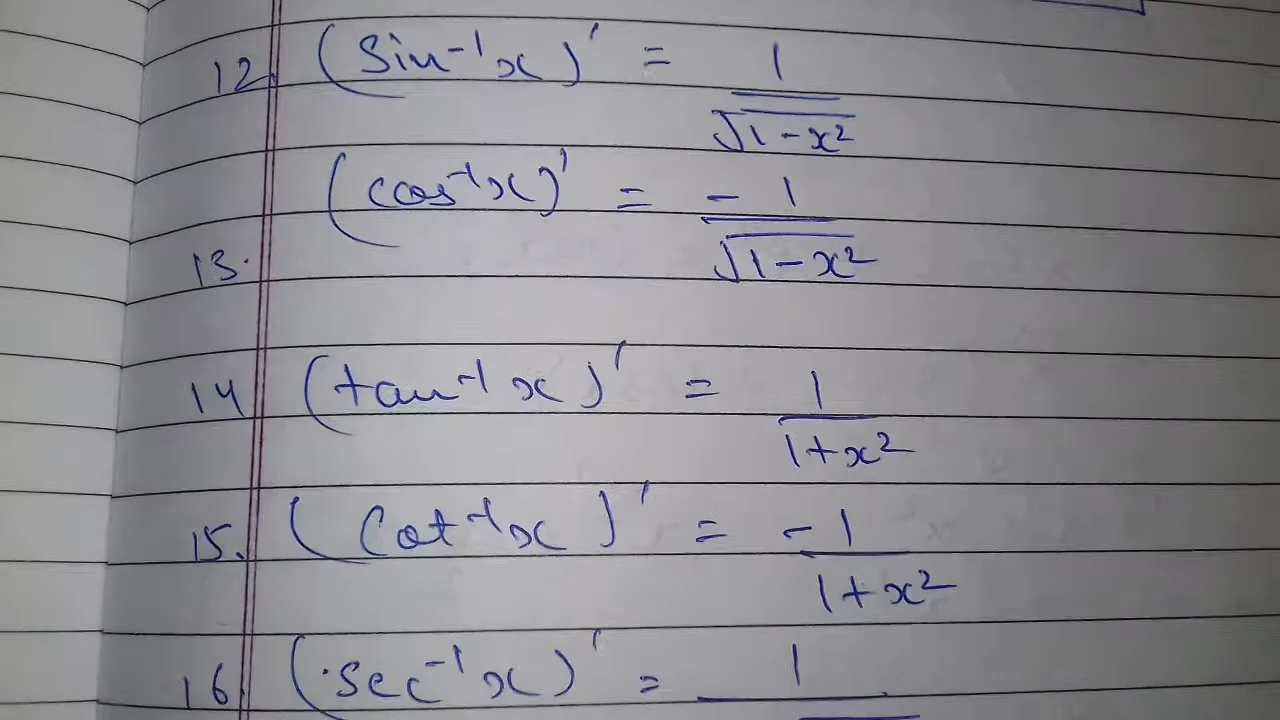 12. (Sin⁻¹x)' = 1/√(1-x²)
13. (cos⁻¹x)' = -1/√(1-x²)
14 (tan⁻¹x)' = 1/(1+x²)
15. (Cot⁻¹x)' = -1/(1+x²)
16 (sec⁻¹x)' = 1